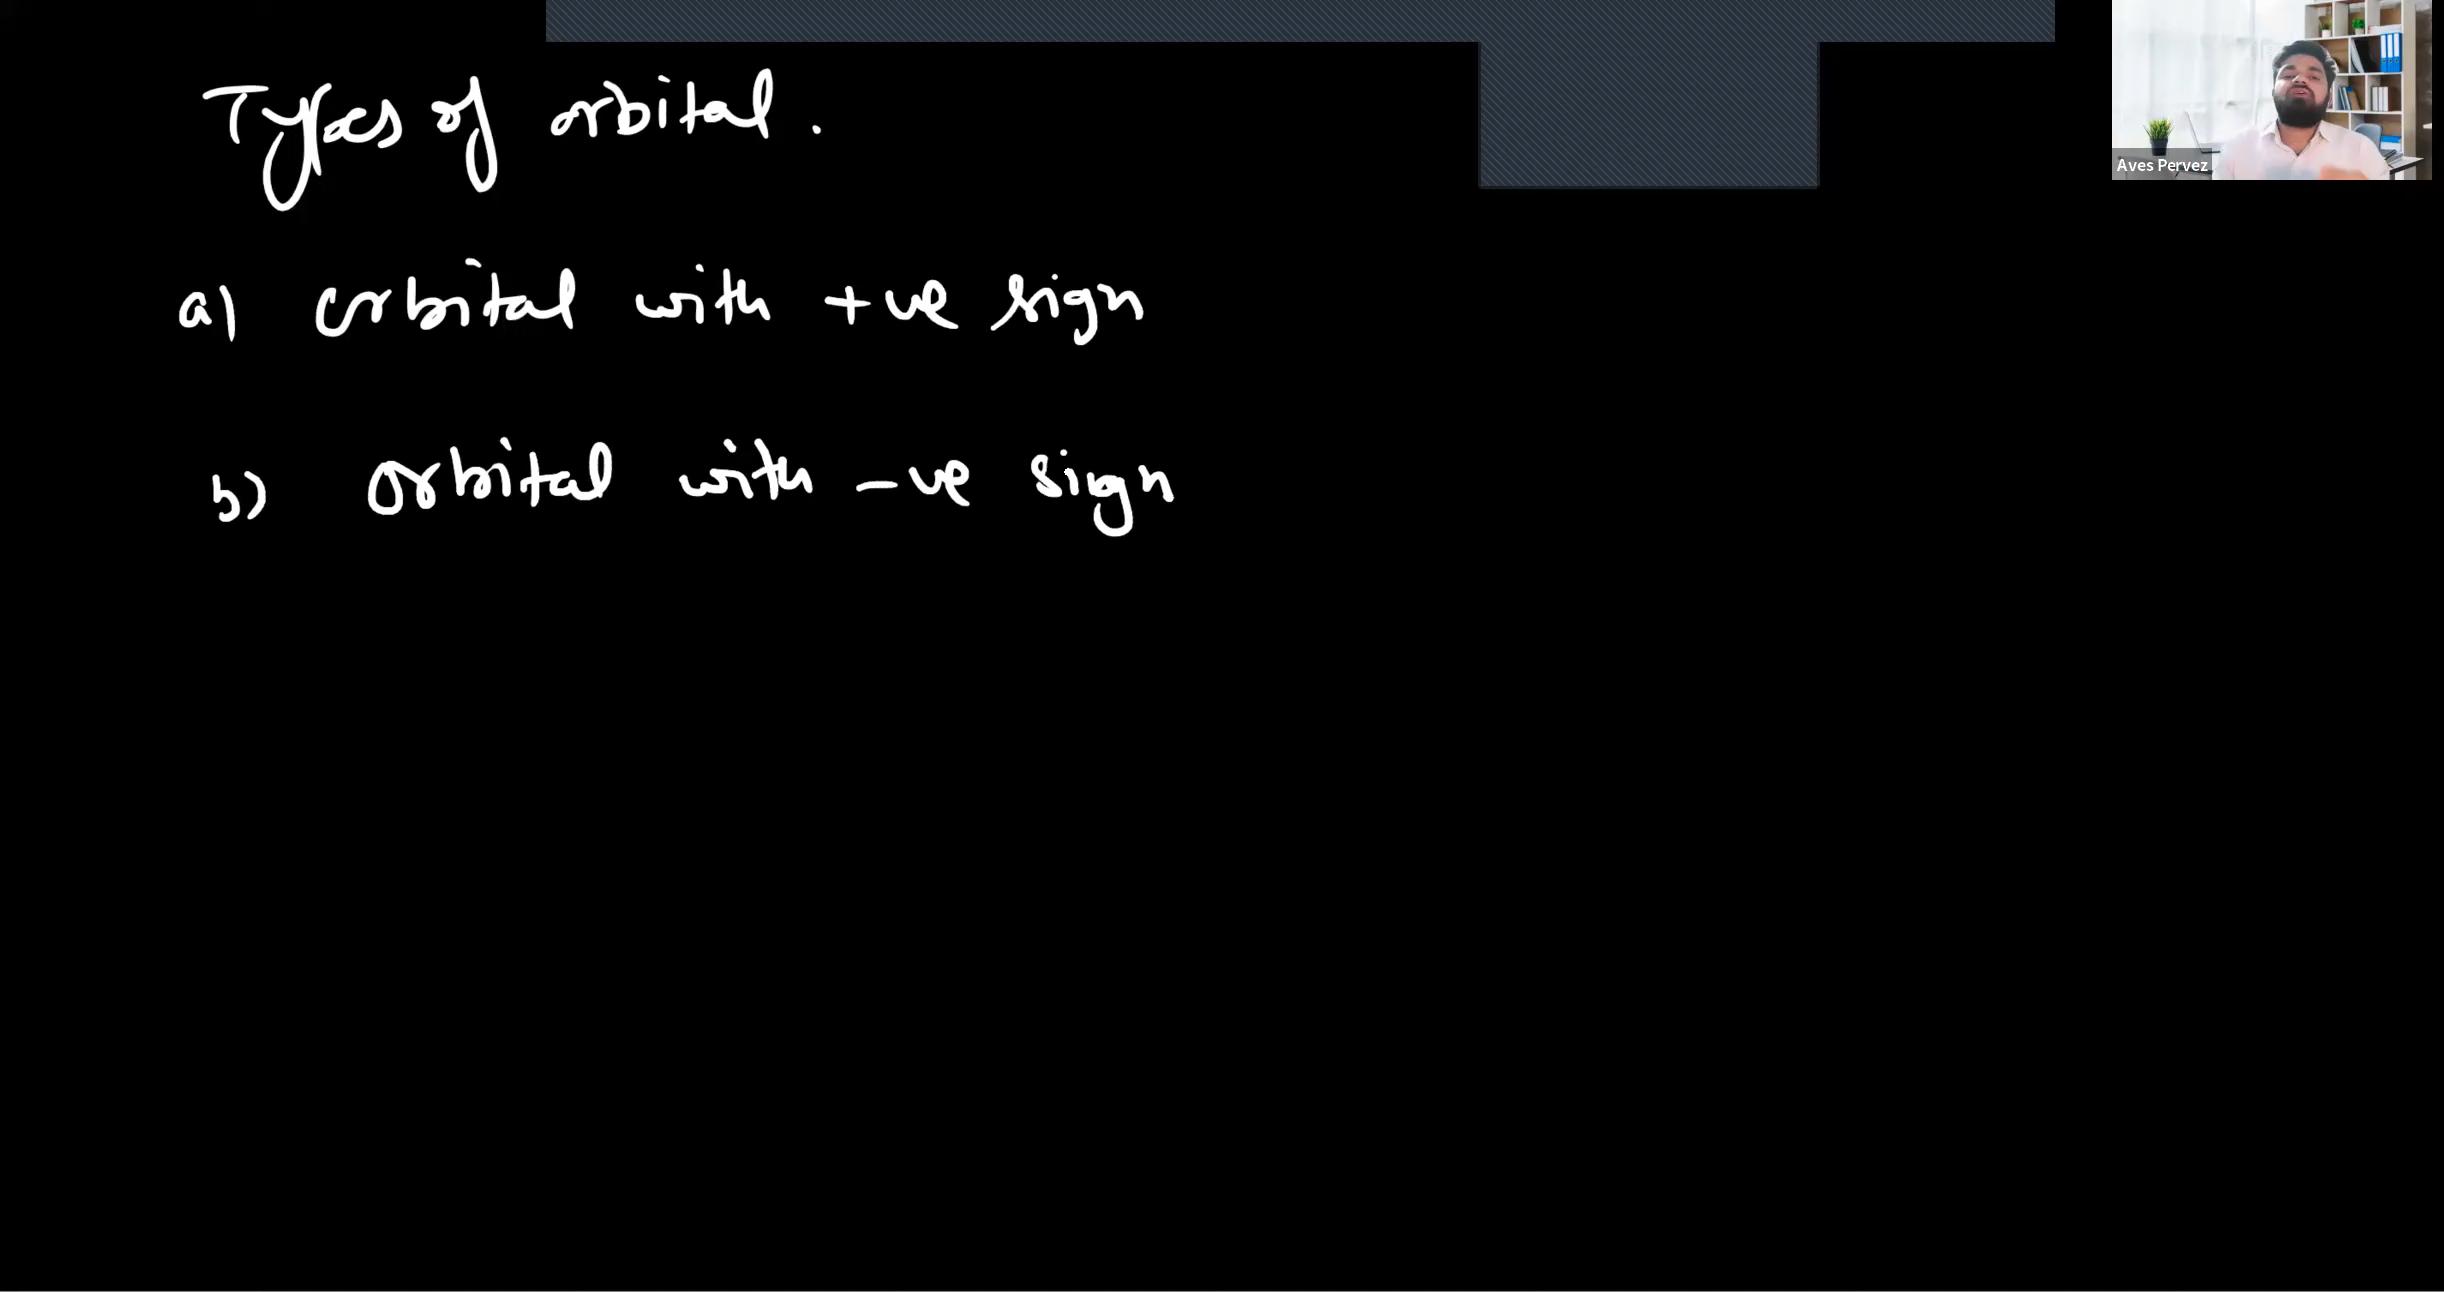 Types of orbital.
Aves Pervez
a) orbital with +ve sign
b) orbital with -ve sign